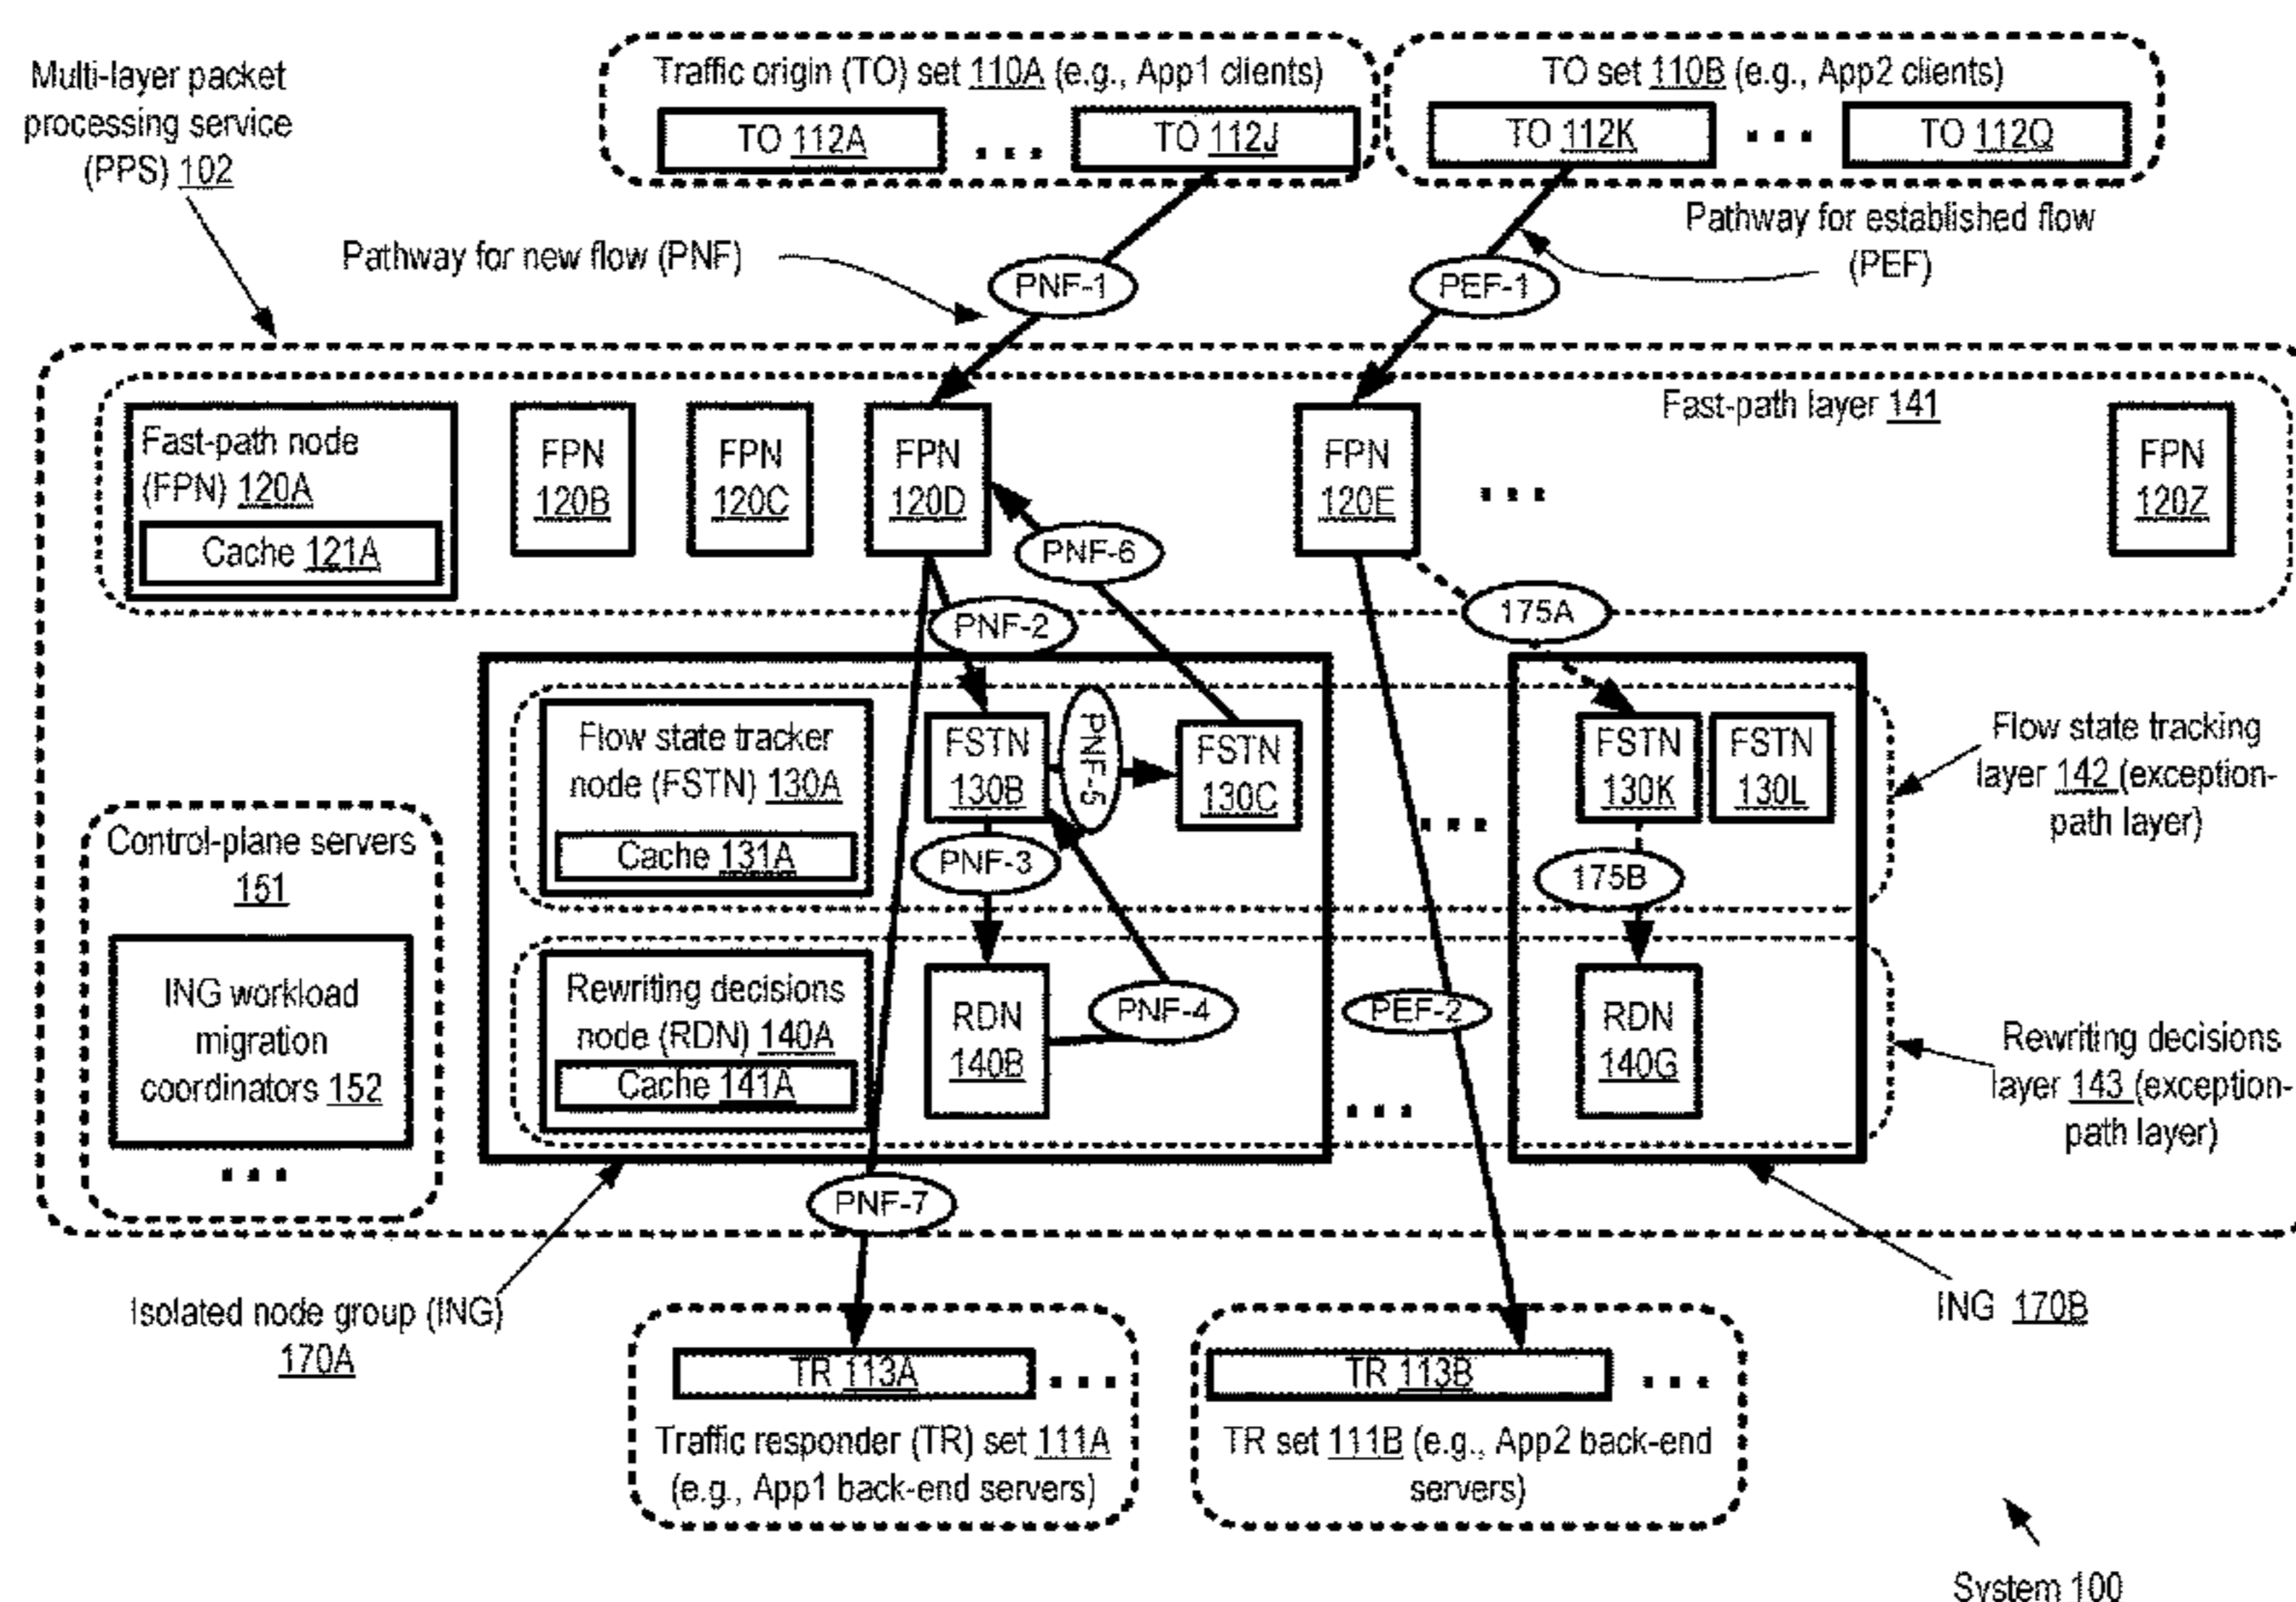 Multi-layer packet
processing service
(PPS) 102
Traffic origin (TO) set 110A (e.g., App1 clients)
TO 112A
...
TO 112J
TO set 110B (e.g., App2 clients)
TO 112K
...
TO 112Q
Pathway for new flow (PNF)
PNF-1
PEF-1
Pathway for established flow
(PEF)
Fast-path layer 141
Fast-path node
(FPN) 120A
Cache 121A
FPN
120B
FPN
120C
FPN
120D
FPN
120E
...
FPN
120Z
PNF-6
PNF-2
175A
Flow state tracker
node (FSTN) 130A
Cache 131A
FSTN
130B
PNF-5
FSTN
130C
...
FSTN
130K
FSTN
130L
Flow state tracking
layer 142 (exception-
path layer)
PNF-3
175B
Control-plane servers
151
ING workload
migration
coordinators 152
...
Rewriting decisions
node (RDN) 140A
Cache 141A
RDN
140B
PNF-4
PEF-2
...
RDN
140G
Rewriting decisions
layer 143 (exception-
path layer)
PNF-7
Isolated node group (ING)
170A
ING 170B
TR 113A
...
Traffic responder (TR) set 111A
(e.g., App1 back-end servers)
TR 113B
...
TR set 111B (e.g., App2 back-end
servers)
System 100